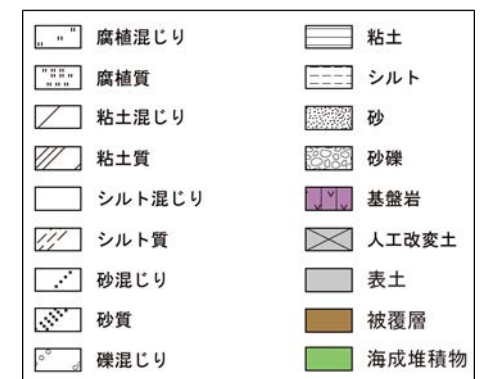 腐植混じり
腐植質
粘土混じり
粘土質
シルト混じり
シルト質
砂混じり
砂質
礫混じり
粘土
シルト
砂
砂礫
基盤岩
人工改変土
表土
被覆層
海成堆積物